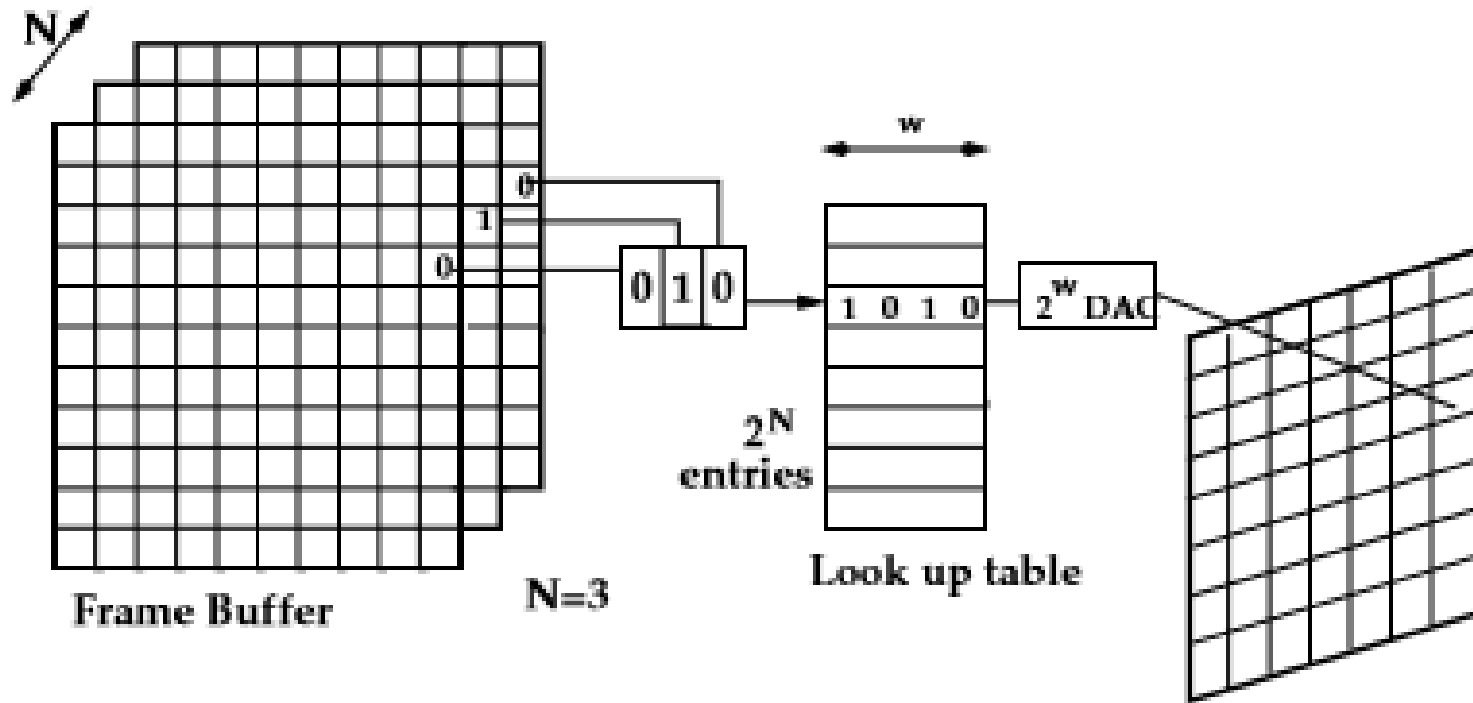 N
w
0
1
0
0 1 0
1 0 1 0
2^w DAC
2^N
entries
Look up table
N=3
Frame Buffer